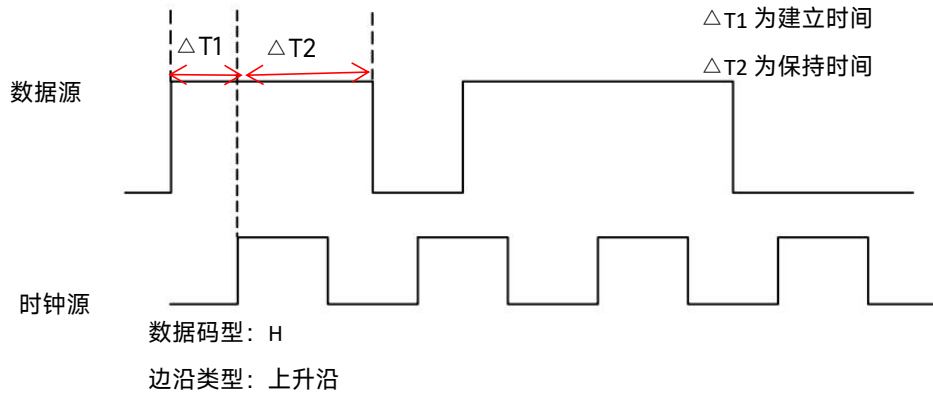 △T1 为建立时间
△T1
△T2
△T2 为保持时间
数据源
时钟源
数据码型：H
边沿类型：上升沿